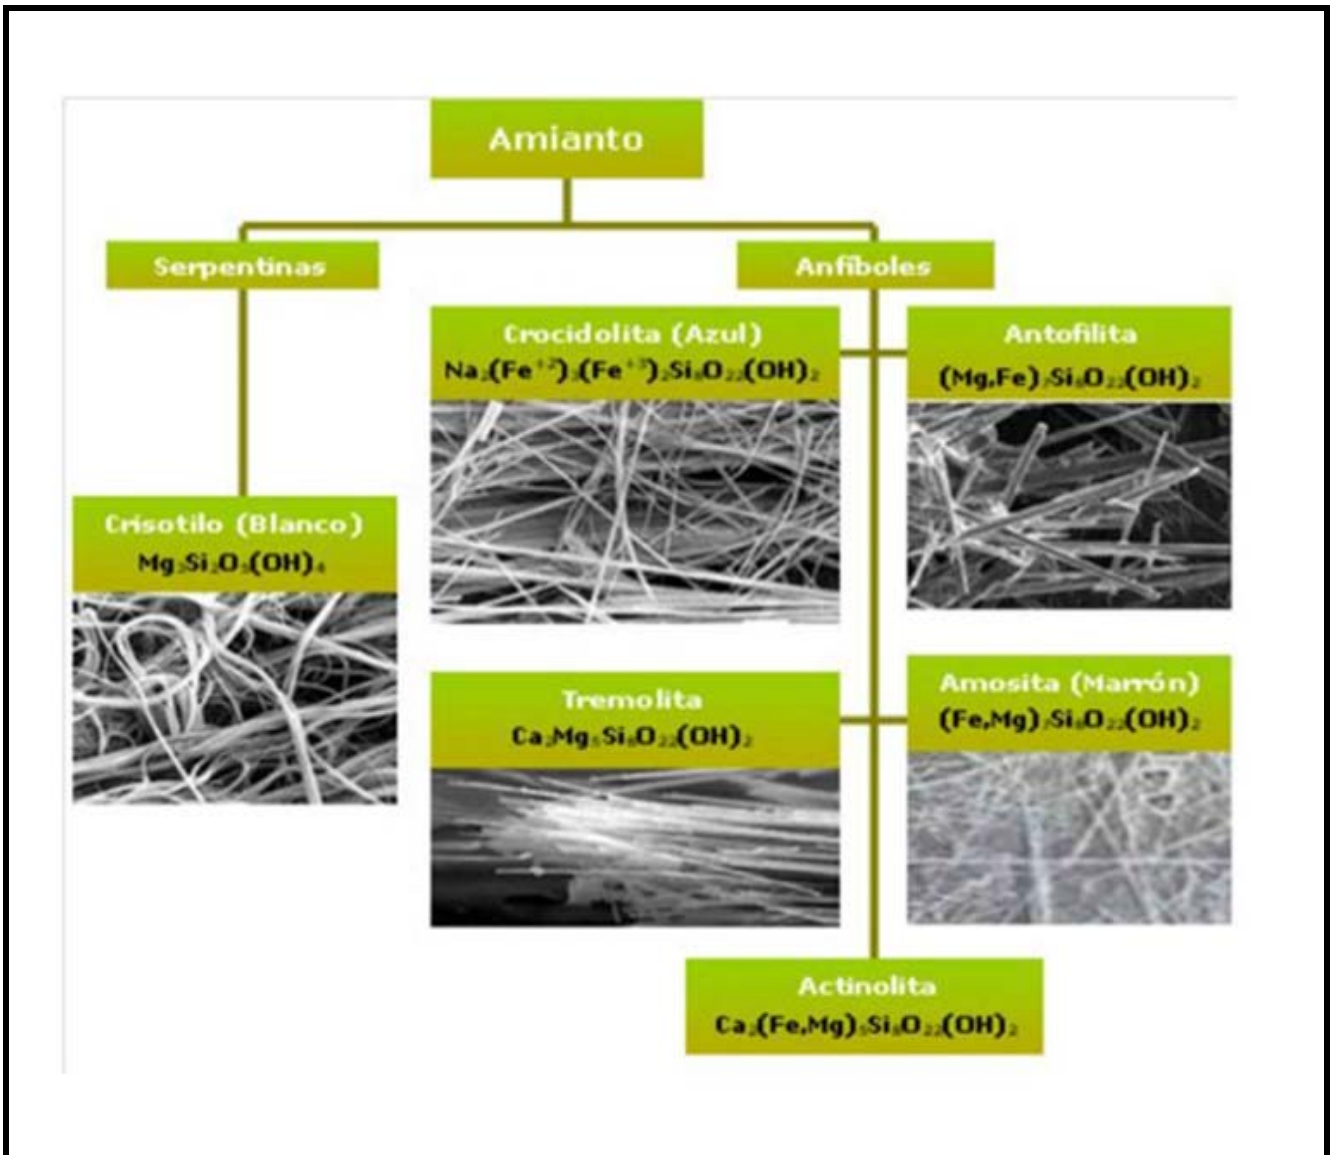 Amianto
Serpentinas
Anfíboles
Crocidolita (Azul)
Na₂(Fe⁺²)₃(Fe⁺³)₂Si₈O₂₂(OH)₂
Antofilita
(Mg,Fe)₇Si₈O₂₂(OH)₂
Crisotilo (Blanco)
Mg₃Si₂O₅(OH)₄
Tremolita
Ca₂Mg₅Si₈O₂₂(OH)₂
Amosita (Marrón)
(Fe,Mg)₇Si₈O₂₂(OH)₂
Actinolita
Ca₂(Fe,Mg)₅Si₈O₂₂(OH)₂